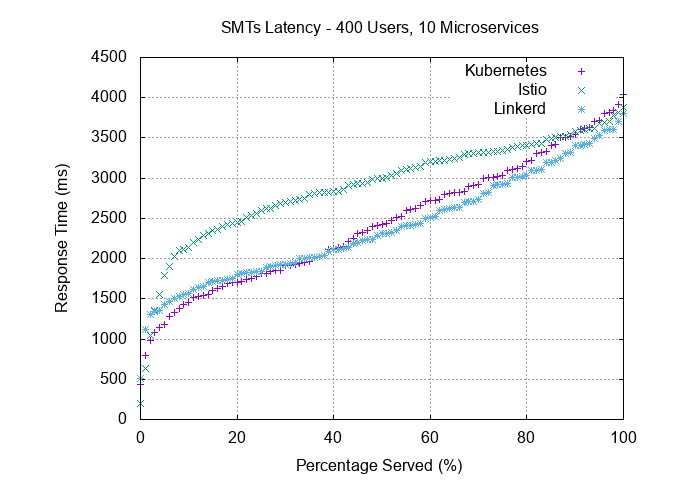 SMTs Latency - 400 Users, 10 Microservices
4500
4000
3500
3000
2500
2000
1500
1000
500
0
Response Time (ms)
Kubernetes
Istio
Linkerd
0 20 40 60 80 100
Percentage Served (%)